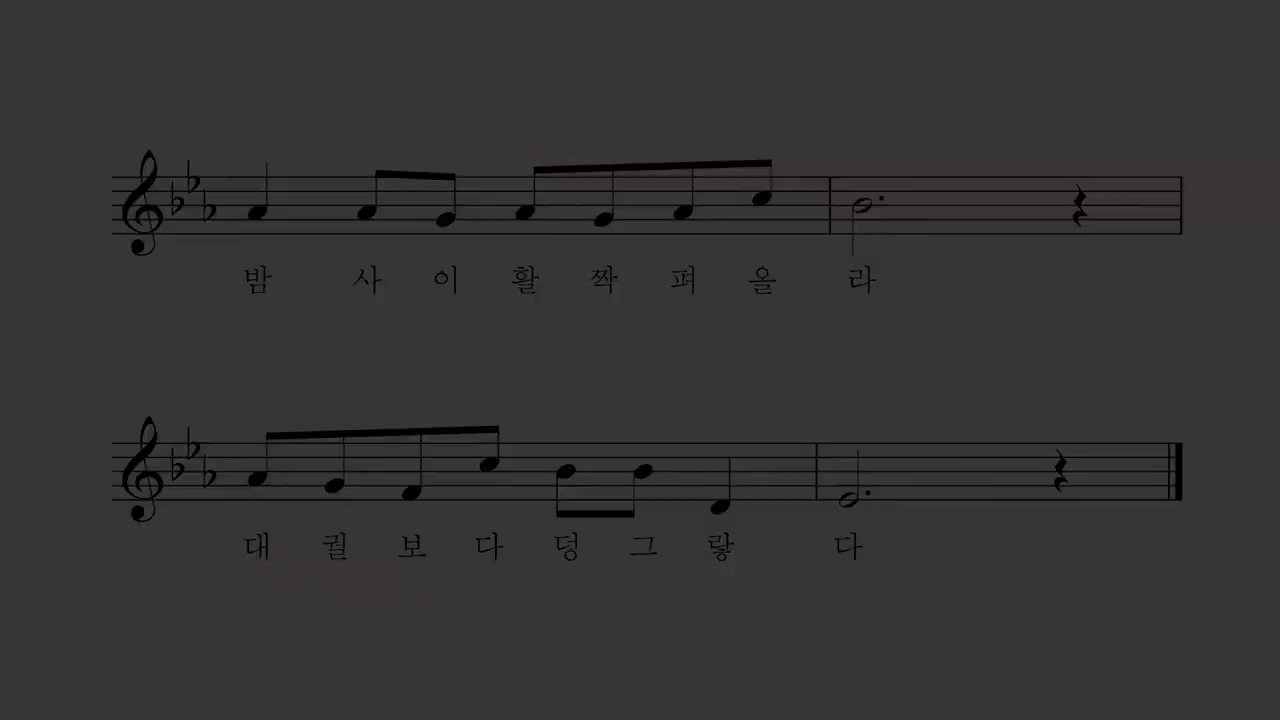 밤 사 이 활 짝 펴 올 라
대 궐 보 다 덩 그 랗 다